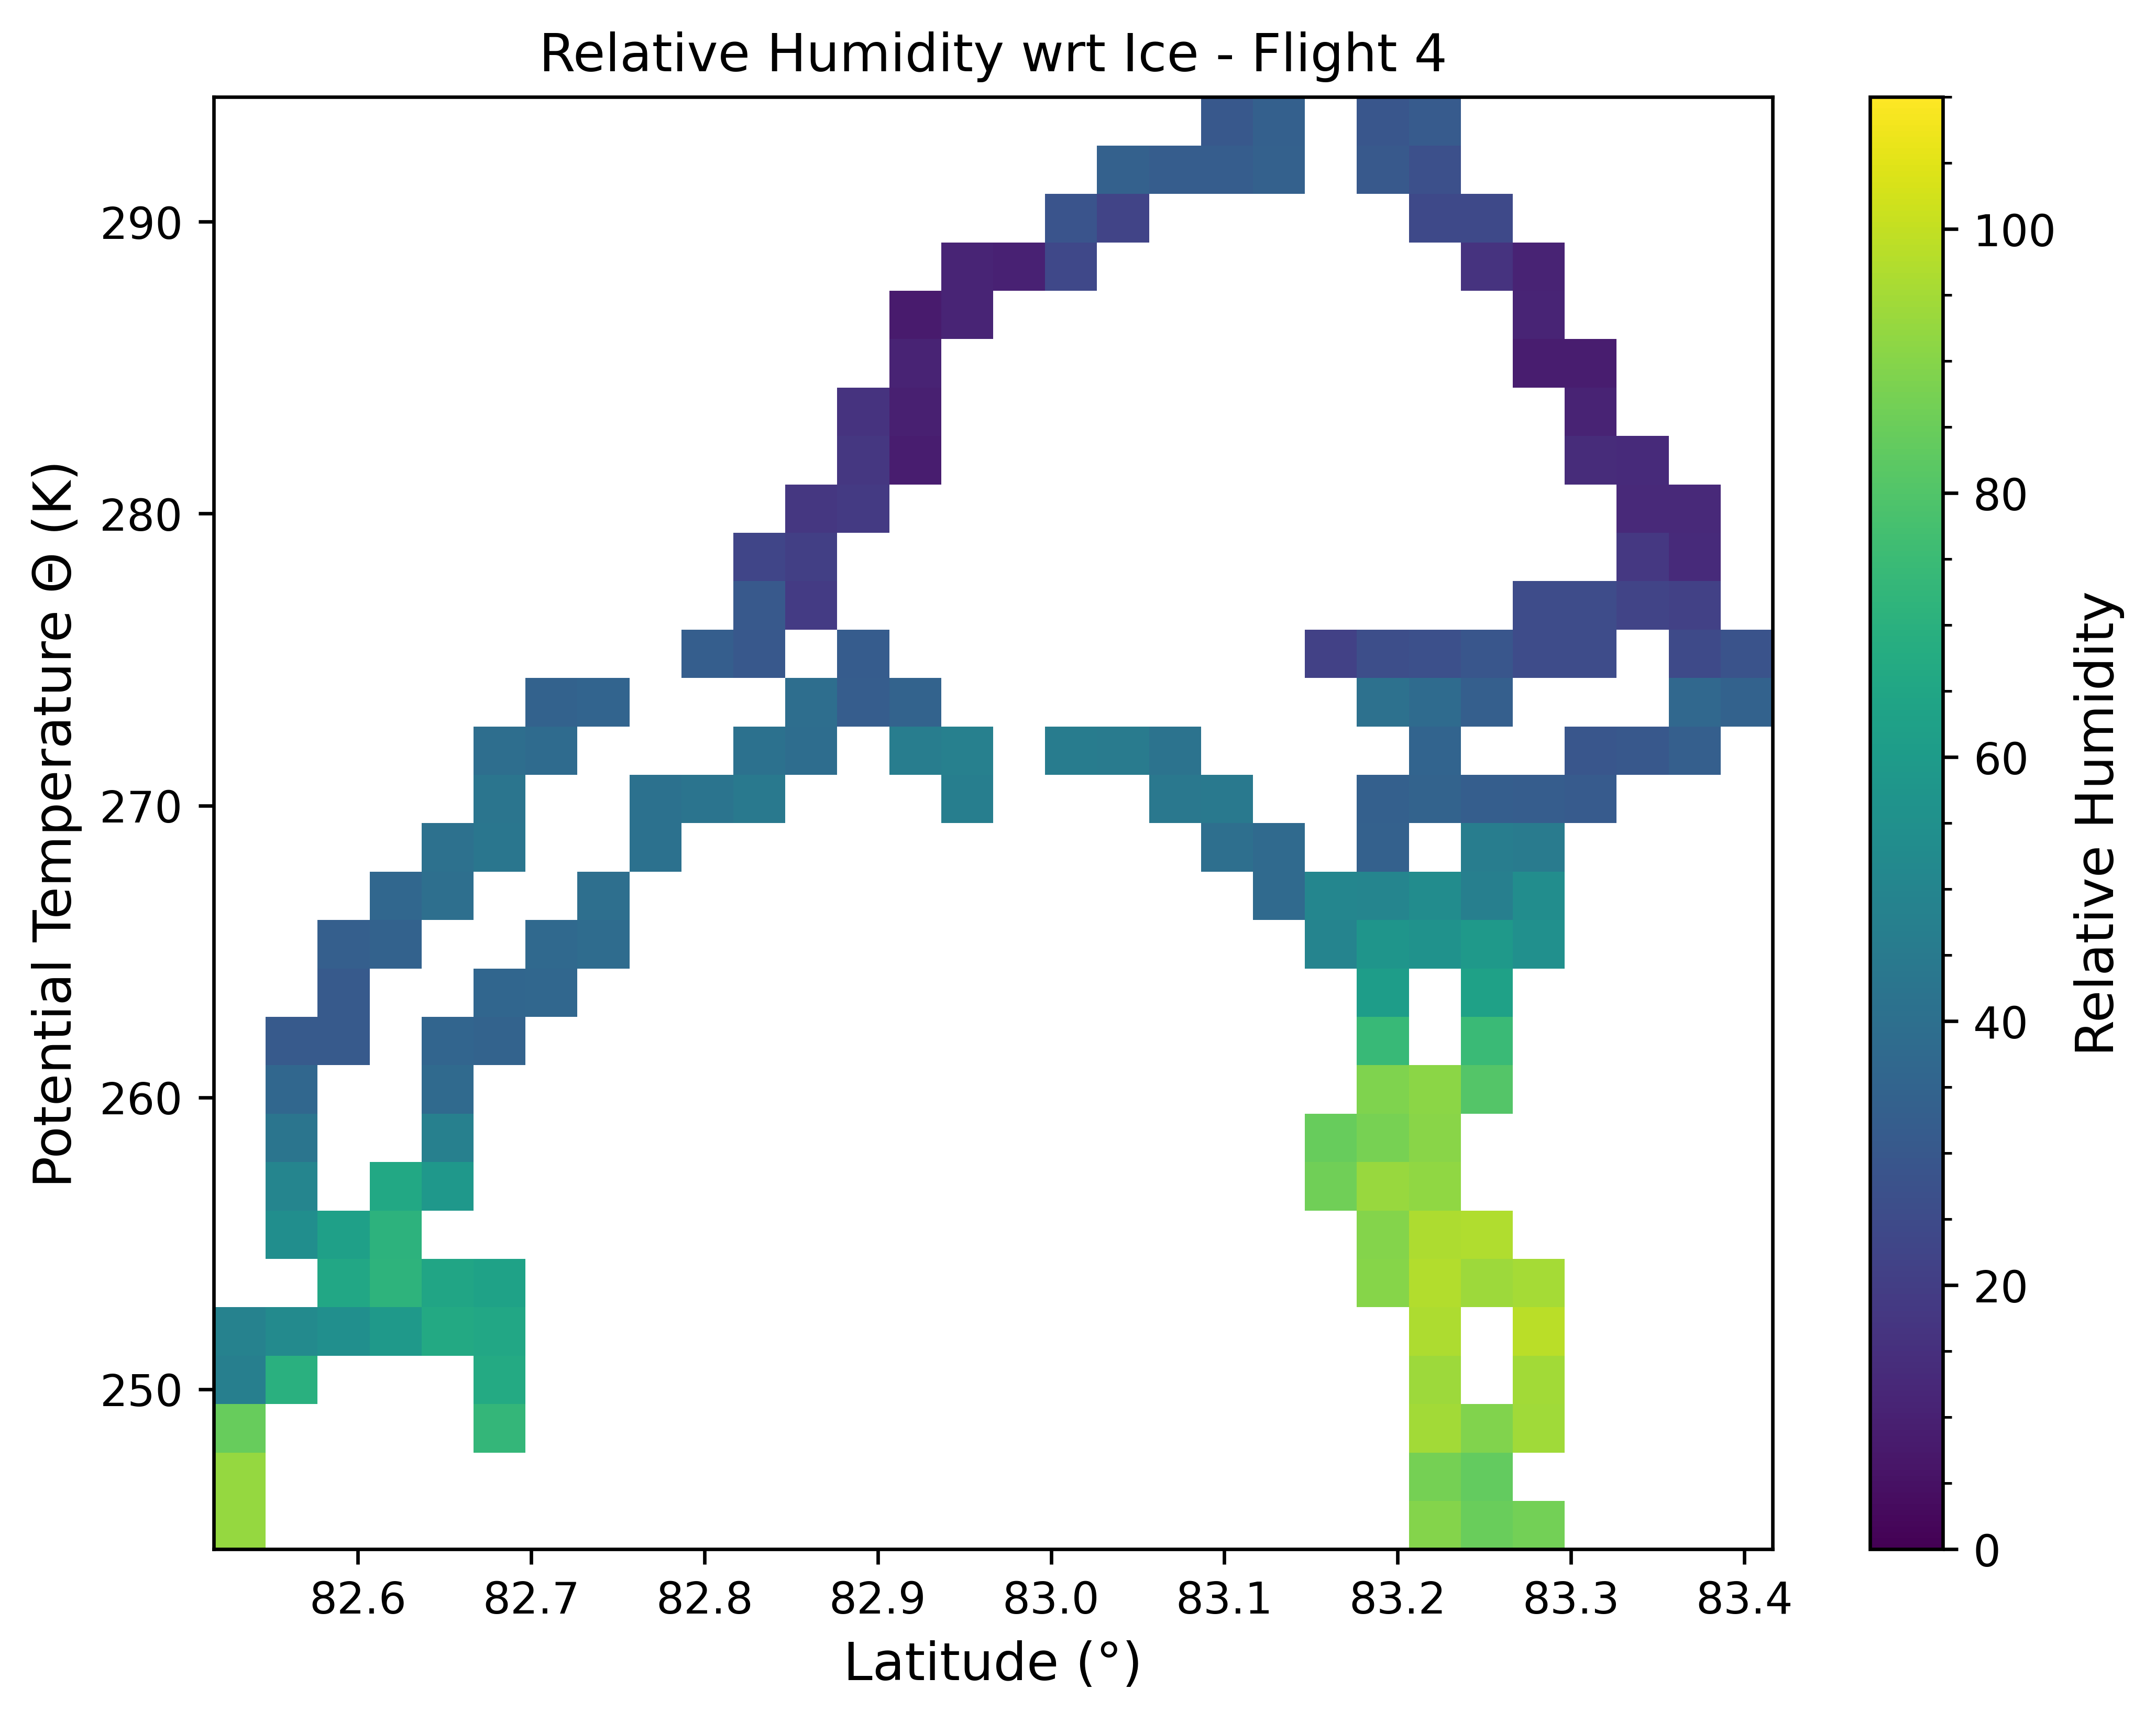 Relative Humidity wrt Ice - Flight 4
Potential Temperature Θ (K)
290
280
270
260
250
82.6 82.7 82.8 82.9 83.0 83.1 83.2 83.3 83.4
Latitude (°)
100
80
60
40
20
0
Relative Humidity